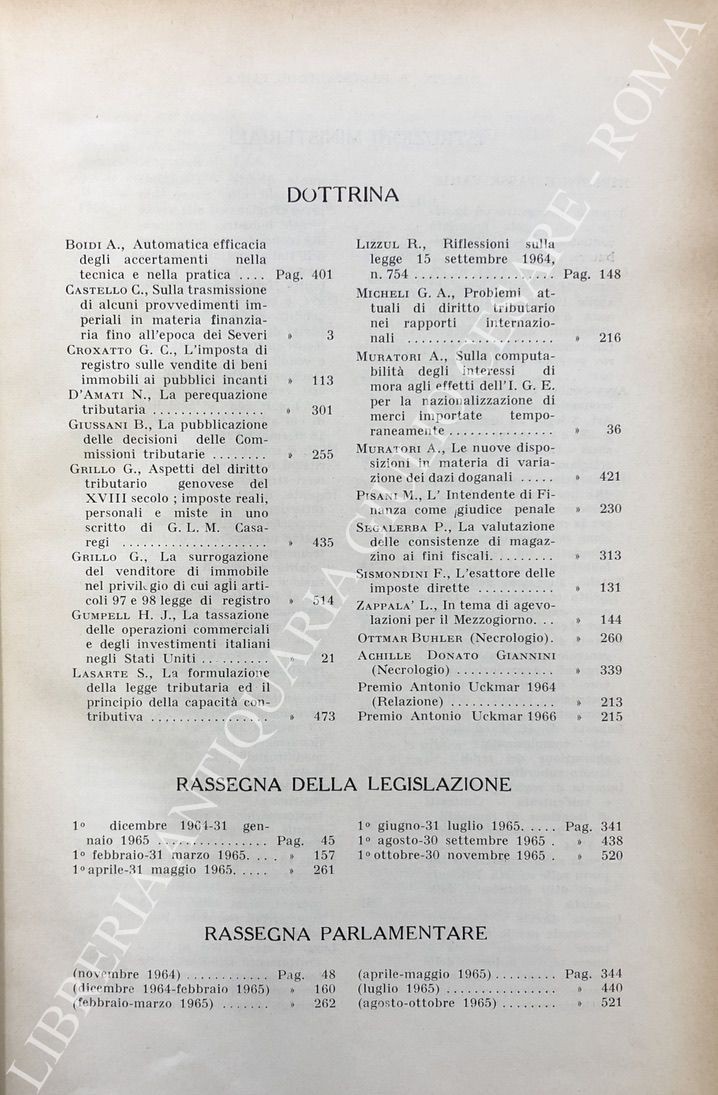 DOTTRINA
BOIDI A., Automatica efficacia
degli accertamenti nella
tecnica e nella pratica .... Pag. 401
CASTELLO C., Sulla trasmissione
di alcuni provvedimenti im-
periali in materia finanzia-
ria fino all'epoca dei Severi » 3
CROXATTO G. C., L'imposta di
registro sulle vendite di beni
immobili ai pubblici incanti » 113
D'AMATI N., La perequazione
tributaria ................ » 301
GIUSSANI B., La pubblicazione
delle decisioni delle Com-
missioni tributarie ........ » 255
GRILLO G., Aspetti del diritto
tributario genovese del
XVIII secolo ; imposte reali,
personali e miste in uno
scritto di G. L. M. Casa-
regi ..................... » 435
GRILLO G., La surrogazione
del venditore di immobile
nel privilegio di cui agli arti-
coli 97 e 98 legge di registro » 514
GUMPELL H. J., La tassazione
delle operazioni commerciali
e degli investimenti italiani
negli Stati Uniti .......... » 21
LASARTE S., La formulazione
della legge tributaria ed il
principio della capacità con-
tributiva ................. » 473
LIZZUL R., Riflessioni sulla
legge 15 settembre 1964,
n. 754 .................... Pag. 148
MICHELI G. A., Problemi at-
tuali di diritto tributario
nei rapporti internazio-
nali ..................... » 216
MURATORI A., Sulla computa-
bilità degli interessi di
mora agli effetti dell'I. G. E.
per la nazionalizzazione di
merci importate tempo-
raneamente ............... » 36
MURATORI A., Le nuove dispo-
sizioni in materia di varia-
zione dei dazi doganali ..... » 421
PISANI M., L' Intendente di Fi-
nanza come giudice penale » 230
SEGALERBA P., La valutazione
delle consistenze di magaz-
zino ai fini fiscali. ........ » 313
SISMONDINI F., L'esattore delle
imposte dirette ........... » 131
ZAPPALA' L., In tema di agevo-
lazioni per il Mezzogiorno. .. » 144
OTTMAR BUHLER (Necrologio). » 260
ACHILLE DONATO GIANNINI
(Necrologio) .............. » 339
Premio Antonio Uckmar 1964
(Relazione) ............... » 213
Premio Antonio Uckmar 1966 » 215
RASSEGNA DELLA LEGISLAZIONE
1º dicembre 1964-31 gen-
naio 1965 ................ Pag. 45
1º febbraio-31 marzo 1965. ... » 157
1º aprile-31 maggio 1965. .... » 261
1º giugno-31 luglio 1965. .... Pag. 341
1º agosto-30 settembre 1965 . » 438
1º ottobre-30 novembre 1965 . » 520
RASSEGNA PARLAMENTARE
(novembre 1964) ............ Pag. 48
(dicembre 1964-febbraio 1965) » 160
(febbraio-marzo 1965) ....... » 262
(aprile-maggio 1965) ......... Pag. 344
(luglio 1965) ................ » 440
(agosto-ottobre 1965) ........ » 521
LIBRERIA ANTIQUARIA GIULIO CESARE - ROMA